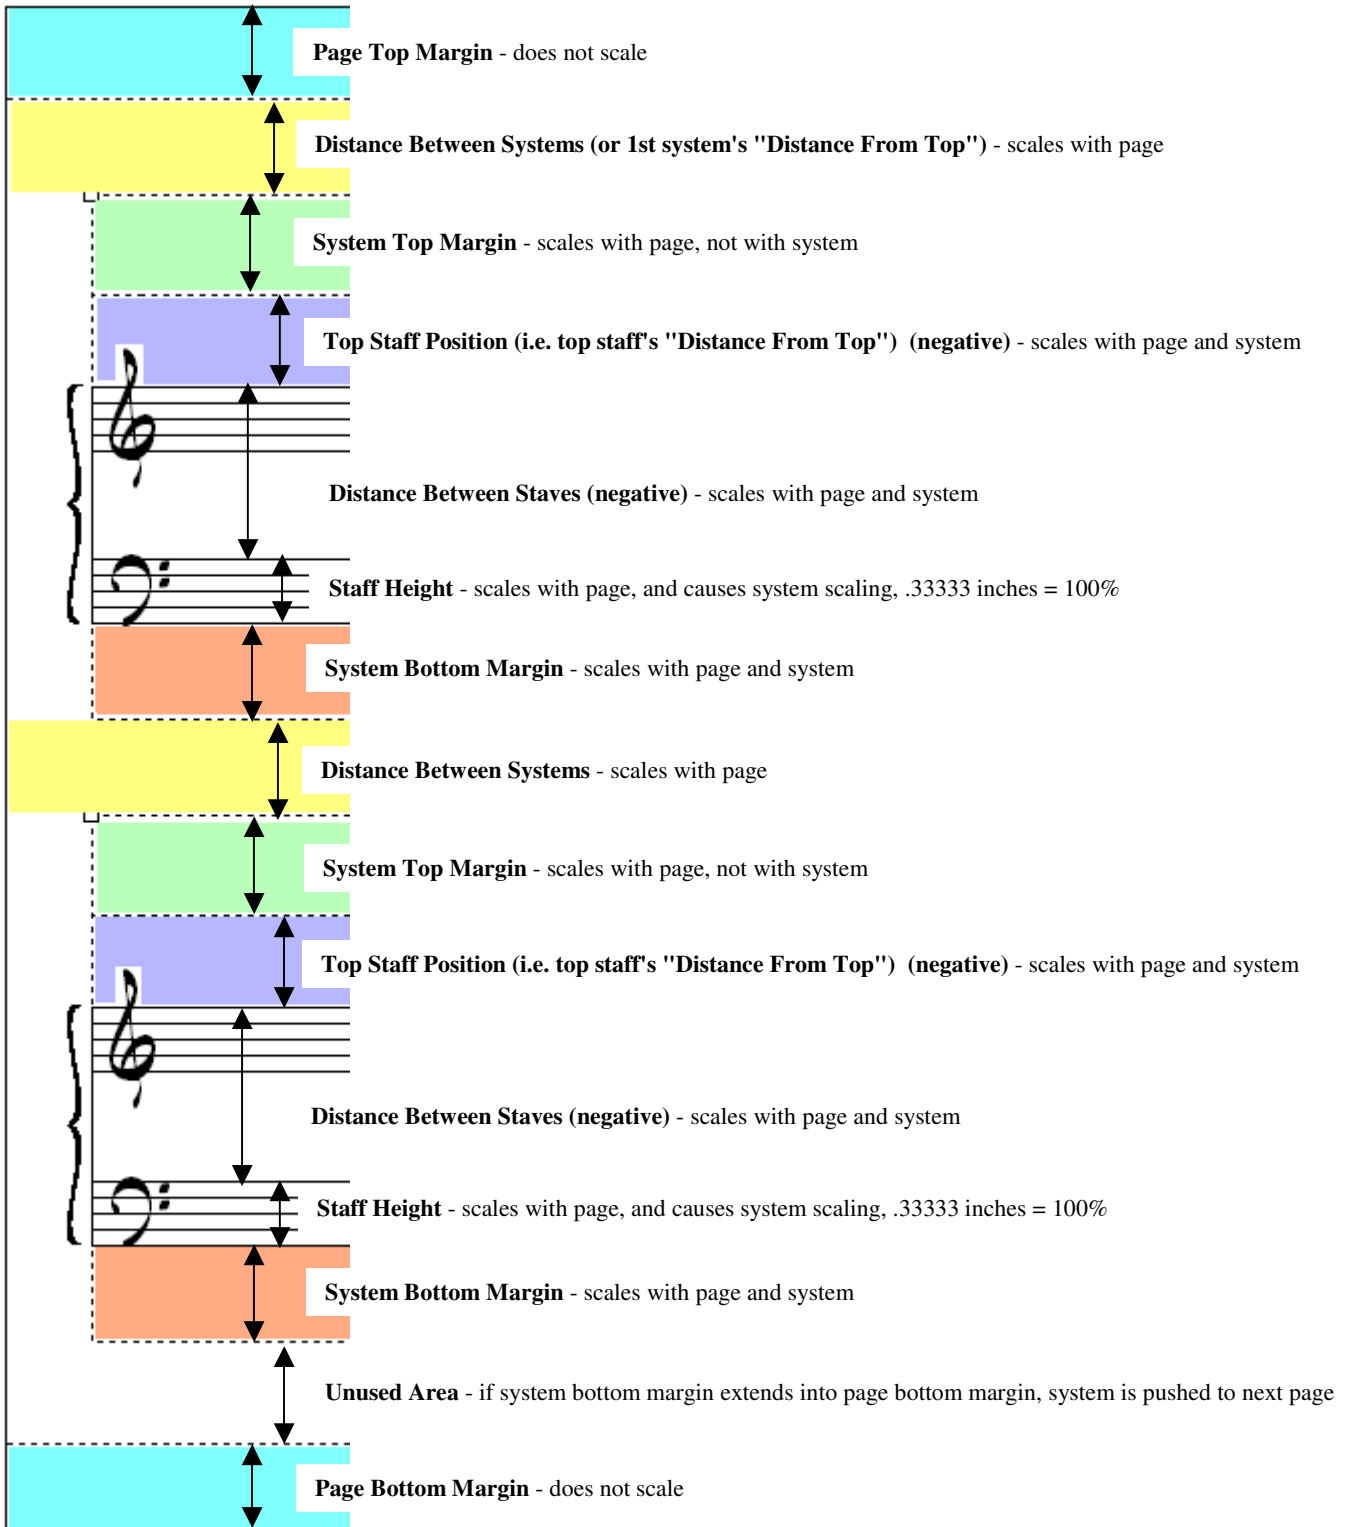 Page Top Margin - does not scale
Distance Between Systems (or 1st system's "Distance From Top") - scales with page
System Top Margin - scales with page, not with system
Top Staff Position (i.e. top staff's "Distance From Top")  (negative) - scales with page and system
Distance Between Staves (negative) - scales with page and system
Staff Height - scales with page, and causes system scaling, .33333 inches = 100%
System Bottom Margin - scales with page and system
Distance Between Systems - scales with page
System Top Margin - scales with page, not with system
Top Staff Position (i.e. top staff's "Distance From Top")  (negative) - scales with page and system
Distance Between Staves (negative) - scales with page and system
Staff Height - scales with page, and causes system scaling, .33333 inches = 100%
System Bottom Margin - scales with page and system
Unused Area - if system bottom margin extends into page bottom margin, system is pushed to next page
Page Bottom Margin - does not scale